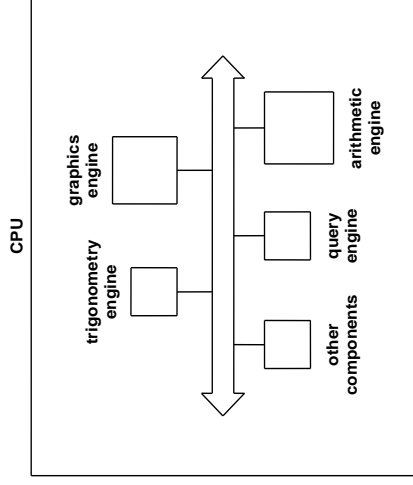 CPU
trigonometry
engine
graphics
engine
other
components
query
engine
arithmetic
engine